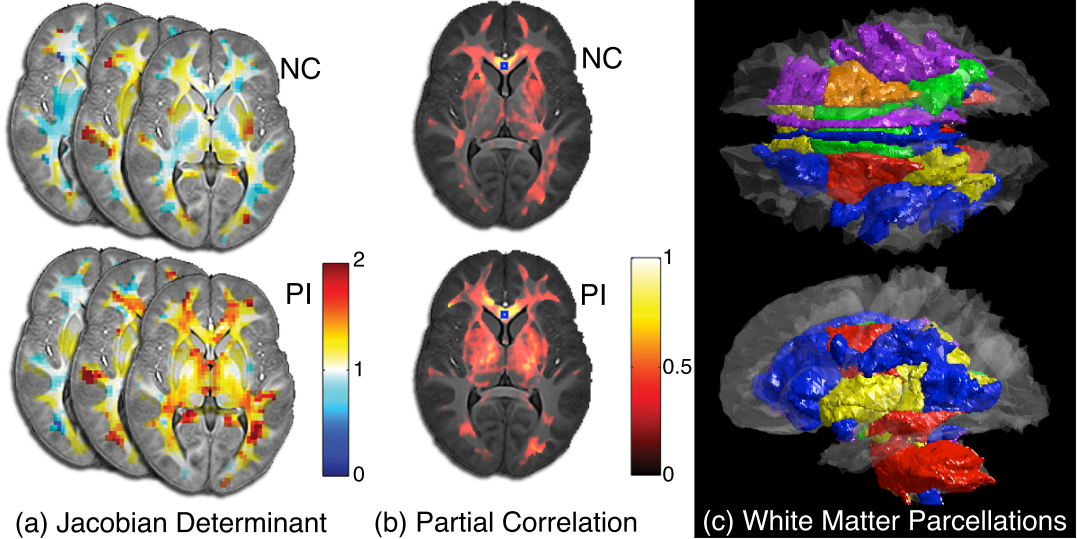 NC
NC
PI
2
1
0
PI
1
0.5
0
(a) Jacobian Determinant
(b) Partial Correlation
(c) White Matter Parcellations